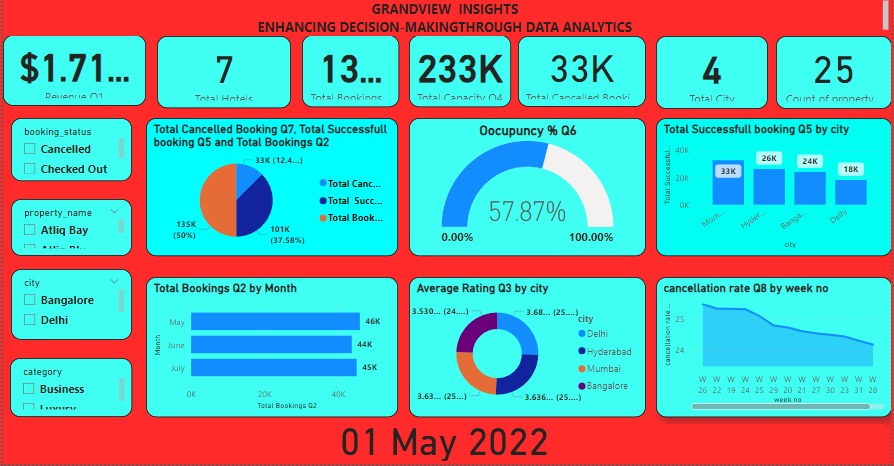 GRANDVIEW INSIGHTS
ENHANCING DECISION-MAKINGTHROUGH DATA ANALYTICS
$1.71...
Revenue Q1
7
Total Hotels
13...
Total Bookings
233K
Total Capacity Q4
33K
Total Cancelled Booki...
4
Total City
25
Count of property...
booking_status
Cancelled
Checked Out
property_name
Atliq Bay
city
Bangalore
Delhi
category
Business
Luxury
Total Cancelled Booking Q7, Total Successfull
booking Q5 and Total Bookings Q2
33K (12.4...)
135K
(50%)
101K
(37.58%)
Total Canc...
Total Succ...
Total Book...
Oocupuncy % Q6
57.87%
0.00%
100.00%
Total Successfull booking Q5 by city
Total Successful...
40K
20K
0K
33K
26K
24K
18K
Mum...
Hyder...
Banga...
Delhi
city
Total Bookings Q2 by Month
Month
May
46K
June
44K
July
45K
0K
20K
40K
Total Bookings Q2
Average Rating Q3 by city
3.530... (24....)
3.68... (25....)
3.63... (25...)
3.636... (25....)
city
Delhi
Hyderabad
Mumbai
Bangalore
cancellation rate Q8 by week no
cancellation rate ...
25
24
W W W W W W W W W W W W W
26 22 19 24 29 25 30 20 21 27 23 31 28
week no
01 May 2022